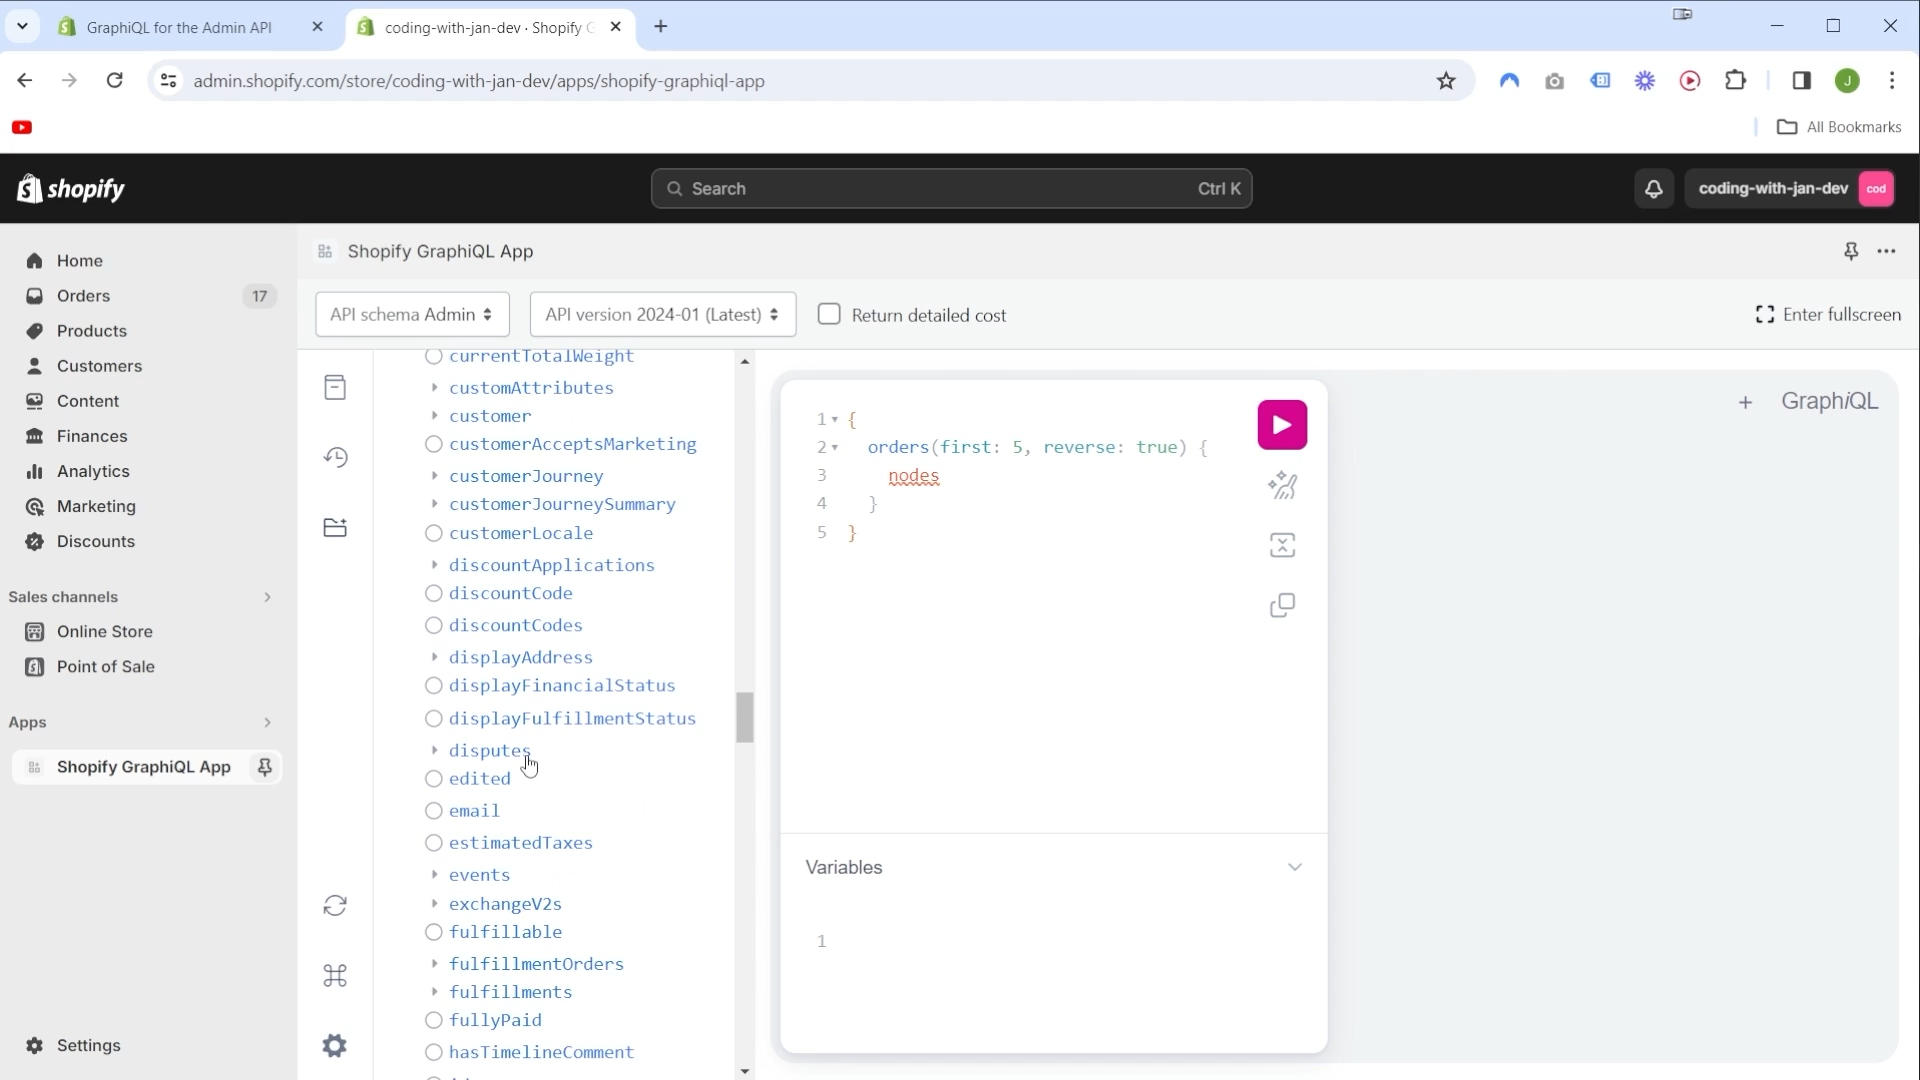 GraphiQL for the Admin API
coding-with-jan-dev · Shopify G
admin.shopify.com/store/coding-with-jan-dev/apps/shopify-graphiql-app
J
All Bookmarks
shopify
Search
Ctrl K
coding-with-jan-dev
cod
Home
Orders
17
Products
Customers
Content
Finances
Analytics
Marketing
Discounts
Sales channels
Online Store
Point of Sale
Apps
Shopify GraphiQL App
Settings
Shopify GraphiQL App
API schema Admin
API version 2024-01 (Latest)
Return detailed cost
Enter fullscreen
currentTotalWeight
customAttributes
customer
customerAcceptsMarketing
customerJourney
customerJourneySummary
customerLocale
discountApplications
discountCode
discountCodes
displayAddress
displayFinancialStatus
displayFulfillmentStatus
disputes
edited
email
estimatedTaxes
events
exchangeV2s
fulfillable
fulfillmentOrders
fulfillments
fullyPaid
hasTimelineComment
1 {
2 orders(first: 5, reverse: true) {
3 nodes
4 }
5 }
Variables
1
+ GraphiQL